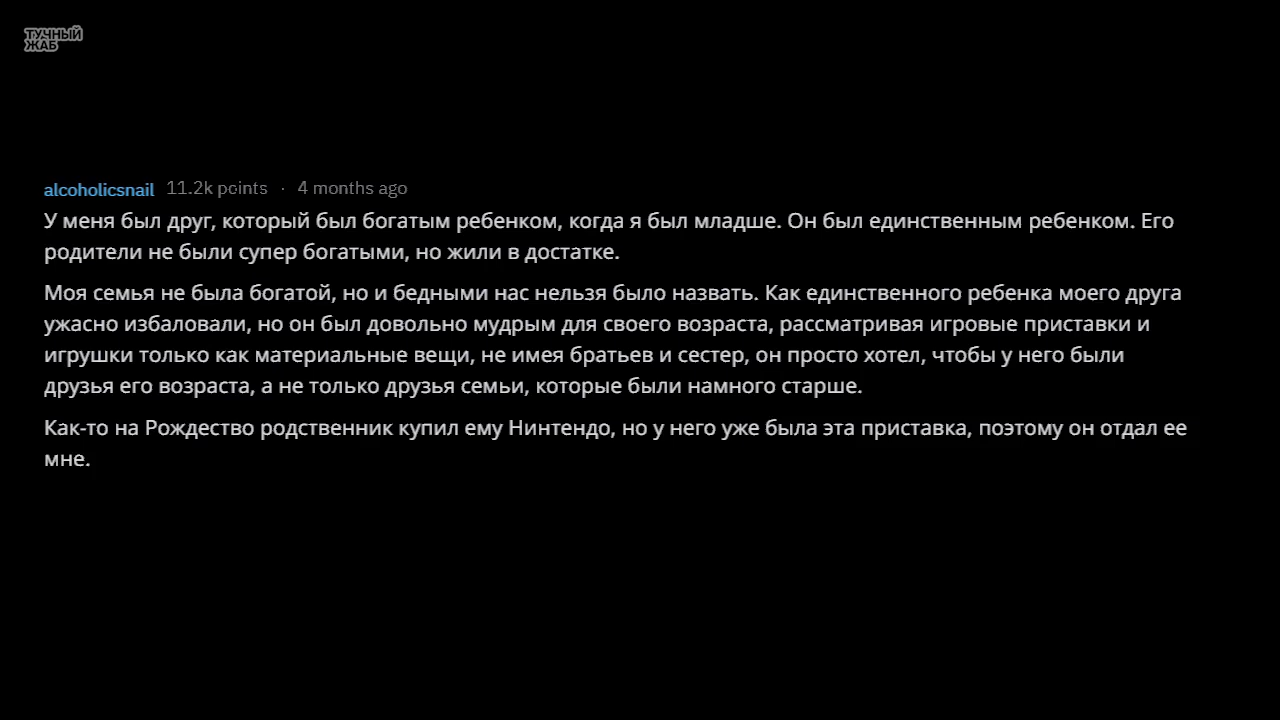 ТУЧНЫЙ
ЖАБ
alcoholicsnail 11.2k points · 4 months ago
У меня был друг, который был богатым ребенком, когда я был младше. Он был единственным ребенком. Его
родители не были супер богатыми, но жили в достатке.
Моя семья не была богатой, но и бедными нас нельзя было назвать. Как единственного ребенка моего друга
ужасно избаловали, но он был довольно мудрым для своего возраста, рассматривая игровые приставки и
игрушки только как материальные вещи, не имея братьев и сестер, он просто хотел, чтобы у него были
друзья его возраста, а не только друзья семьи, которые были намного старше.
Как-то на Рождество родственник купил ему Нинтендо, но у него уже была эта приставка, поэтому он отдал ее
мне.